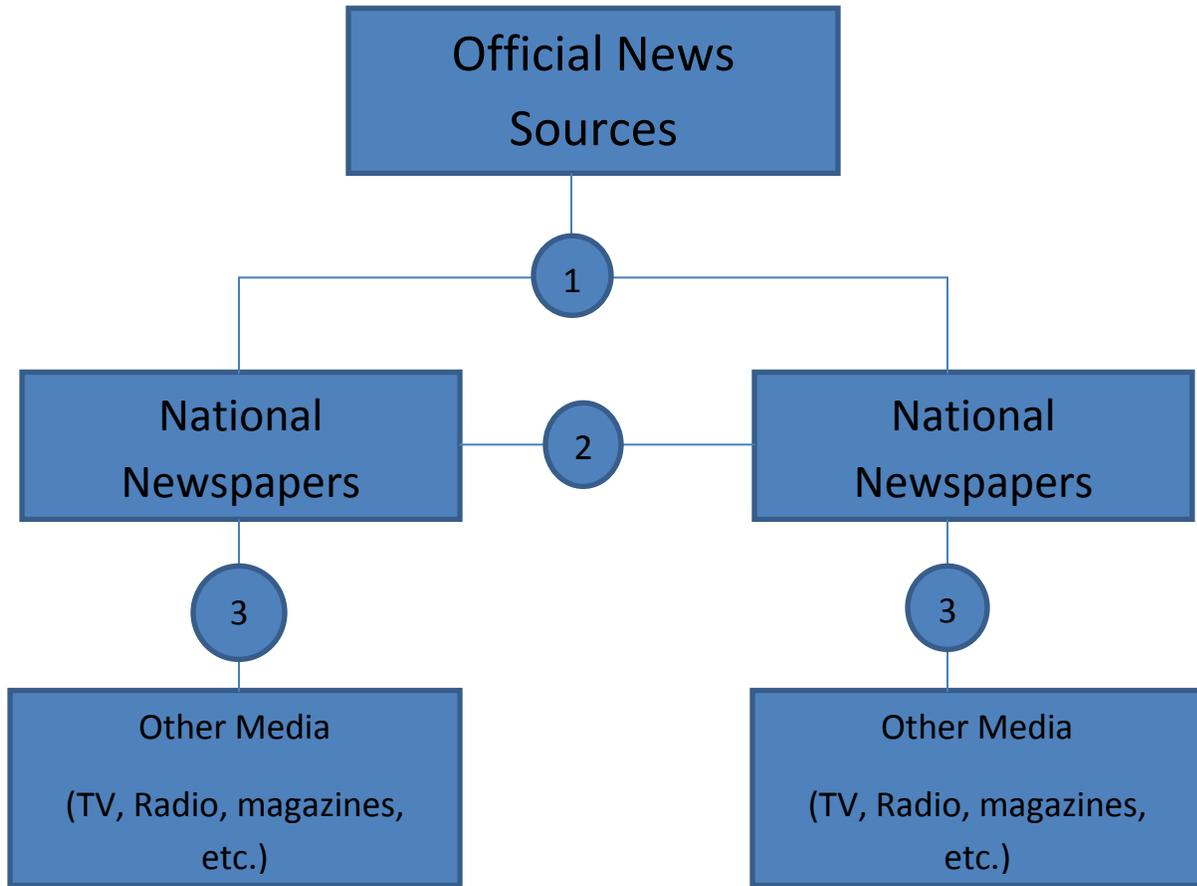 Official News
Sources
1
National
Newspapers
2
National
Newspapers
3
3
Other Media
(TV, Radio, magazines,
etc.)
Other Media
(TV, Radio, magazines,
etc.)